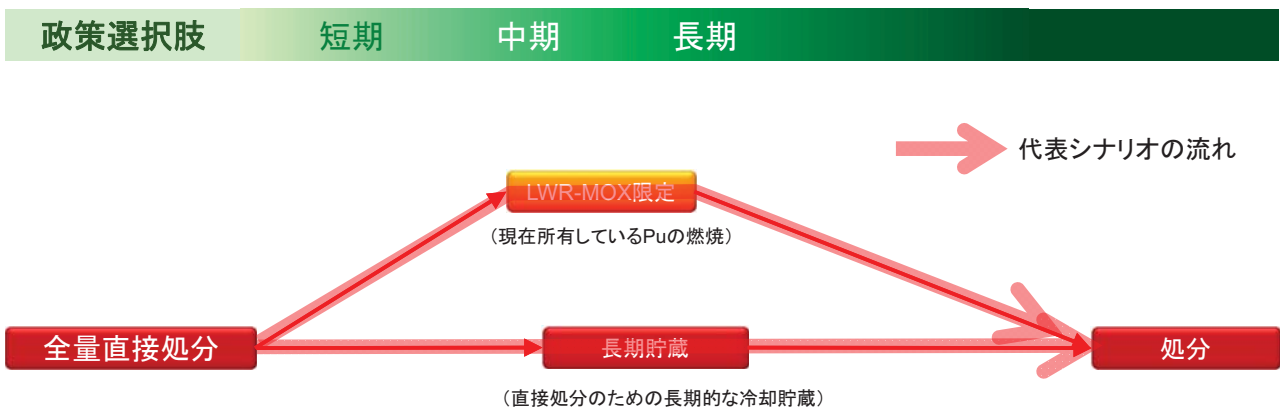 政策選択肢 短期 中期 長期
代表シナリオの流れ
LWR-MOX限定
(現在所有しているPuの燃焼)
全量直接処分 長期貯蔵 処分
(直接処分のための長期的な冷却貯蔵)